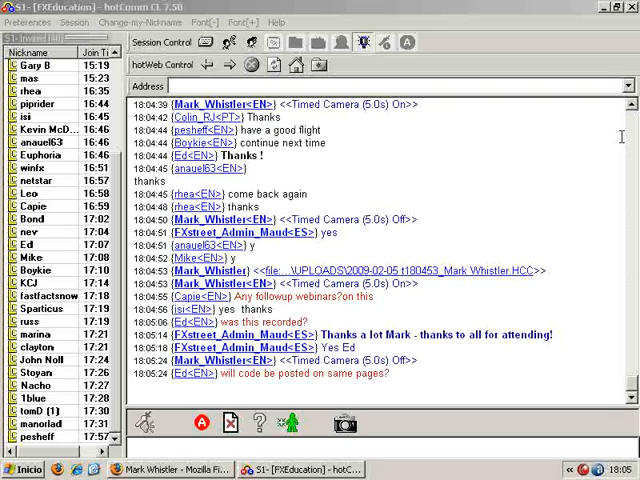 S1- [FXEducation] - hotComm CL 7.50
Preferences Session Change-my-Nickname Font[-] Font[+] Help
Session Control
hotWeb Control
Address
Nickname Join Ti
Gary B 15:19
mas 15:23
rhea 16:44
piprider 16:44
isi 16:45
Kevin McD... 16:46
anauel63 16:46
Euphoria 16:46
winfx 16:51
netstar 16:57
Leo 16:58
Capie 16:59
Bond 17:02
nev 17:04
Ed 17:07
Mike 17:08
Boykie 17:10
KCJ 17:14
fastfactsnow 17:18
Sparticus 17:19
russ 17:19
marina 17:21
clayton 17:21
John Noll 17:24
Stoyan 17:26
Nacho 17:27
1blue 17:28
tomD (1) 17:30
manorlad 17:37
pesheff 17:57
18:04:39 {Mark_Whistler<EN>} <<Timed Camera (5.0s) On>>
18:04:42 {Colin_RJ<PT>} Thanks
18:04:44 {pesheff<EN>} have a good flight
18:04:44 {Boykie<EN>} continue next time
18:04:44 {Ed<EN>} Thanks !
18:04:45 {anauel63<EN>}
thanks
18:04:45 {rhea<EN>} come back again
18:04:48 {rhea<EN>} thanks
18:04:50 {Mark_Whistler<EN>} <<Timed Camera (5.0s) Off>>
18:04:51 {FXstreet_Admin_Maud<ES>} yes
18:04:52 {anauel63<EN>} y
18:04:52 {Mike<EN>} y
18:04:53 {Mark_Whistler} <<file:...\UPLOADS\2009-02-05 t180453_Mark Whistler.HCC>>
18:04:53 {Mark_Whistler<EN>} <<Timed Camera (5.0s) On>>
18:04:55 {Capie<EN>} Any followup webinars?on this
18:04:56 {isi<EN>} yes thanks
18:05:06 {Ed<EN>} was this recorded?
18:05:14 {FXstreet_Admin_Maud<ES>} Thanks a lot Mark - thanks to all for attending!
18:05:18 {FXstreet_Admin_Maud<ES>} Yes Ed
18:05:24 {Mark_Whistler<EN>} <<Timed Camera (5.0s) Off>>
18:05:24 {Ed<EN>} will code be posted on same pages?
Inicio
Mark Whistler - Mozilla Fi...
S1- [FXEducation] - hotC...
18:05